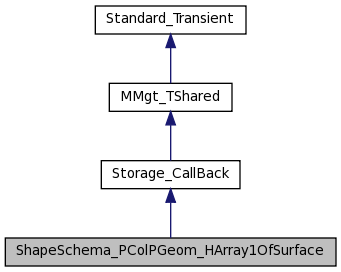 Standard_Transient
MMgt_TShared
Storage_CallBack
ShapeSchema_PColPGeom_HArray1OfSurface